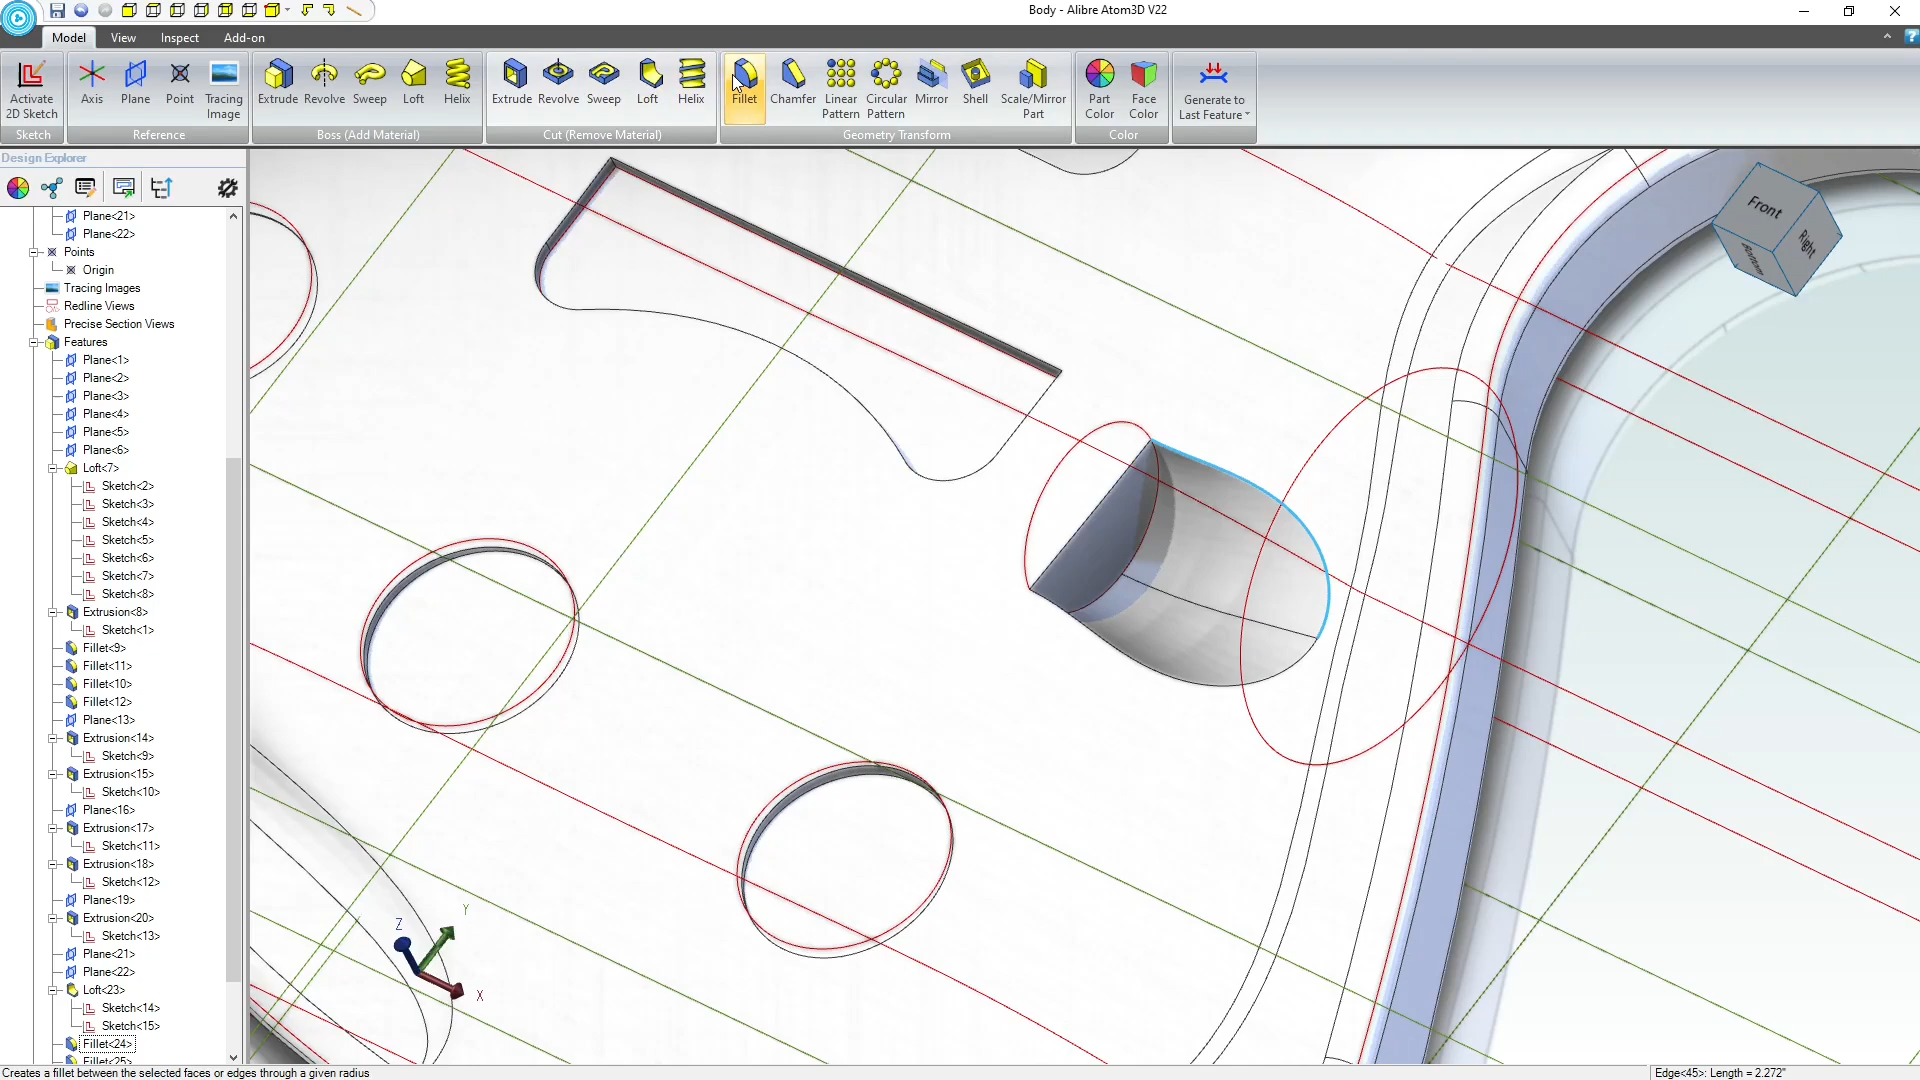 Body - Alibre Atom3D V22
Model View Inspect Add-on
Activate 2D Sketch
Axis Plane Point Tracing Image
Extrude Revolve Sweep Loft Helix
Extrude Revolve Sweep Loft Helix
Fillet Chamfer Linear Pattern Circular Pattern Mirror Shell Scale/Mirror Part
Part Color Face Color
Generate to Last Feature
Sketch Reference Boss (Add Material) Cut (Remove Material) Geometry Transform Color
Design Explorer
Plane<21>
Plane<22>
Points
Origin
Tracing Images
Redline Views
Precise Section Views
Features
Plane<1>
Plane<2>
Plane<3>
Plane<4>
Plane<5>
Plane<6>
Loft<7>
Sketch<2>
Sketch<3>
Sketch<4>
Sketch<5>
Sketch<6>
Sketch<7>
Sketch<8>
Extrusion<8>
Sketch<1>
Fillet<9>
Fillet<11>
Fillet<10>
Fillet<12>
Plane<13>
Extrusion<14>
Sketch<9>
Extrusion<15>
Sketch<10>
Plane<16>
Extrusion<17>
Sketch<11>
Extrusion<18>
Sketch<12>
Plane<19>
Extrusion<20>
Sketch<13>
Plane<21>
Plane<22>
Loft<23>
Sketch<14>
Sketch<15>
Fillet<24>
Fillet<25>
Front
Right
Bottom
Z
Y
X
Creates a fillet between the selected faces or edges through a given radius
Edge<45>: Length = 2.272"